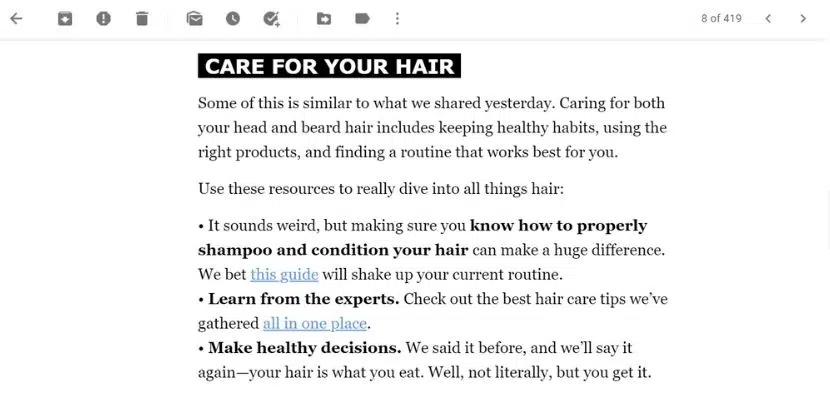 8 of 419
CARE FOR YOUR HAIR
Some of this is similar to what we shared yesterday. Caring for both
your head and beard hair includes keeping healthy habits, using the
right products, and finding a routine that works best for you.
Use these resources to really dive into all things hair:
• It sounds weird, but making sure you know how to properly
shampoo and condition your hair can make a huge difference.
We bet this guide will shake up your current routine.
• Learn from the experts. Check out the best hair care tips we’ve
gathered all in one place.
• Make healthy decisions. We said it before, and we’ll say it
again—your hair is what you eat. Well, not literally, but you get it.